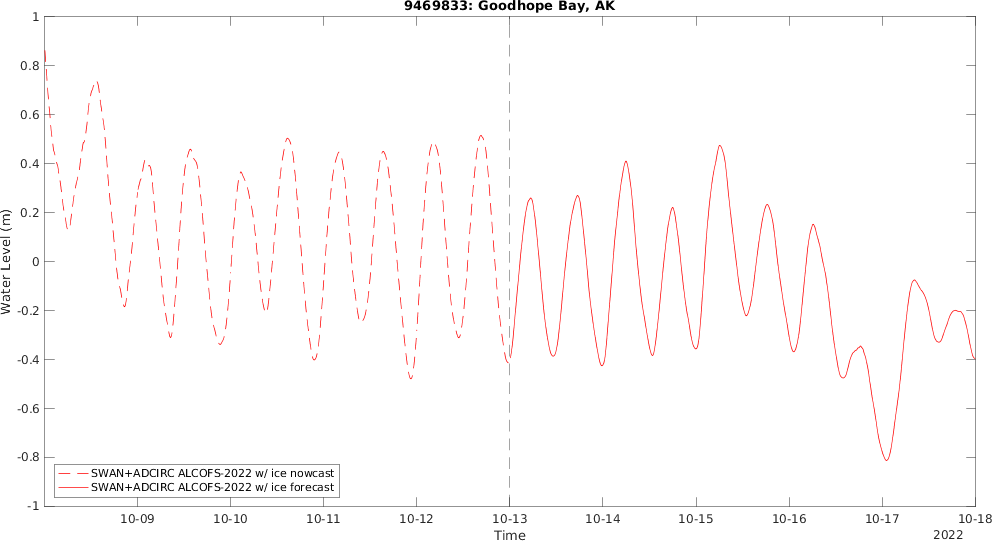 9469833: Goodhope Bay, AK
1
0.8
0.6
0.4
0.2
0
-0.2
-0.4
-0.6
-0.8
-1
Water Level (m)
SWAN+ADCIRC ALCOFS-2022 w/ ice nowcast
SWAN+ADCIRC ALCOFS-2022 w/ ice forecast
10-09 10-10 10-11 10-12 10-13 10-14 10-15 10-16 10-17 10-18
Time
2022